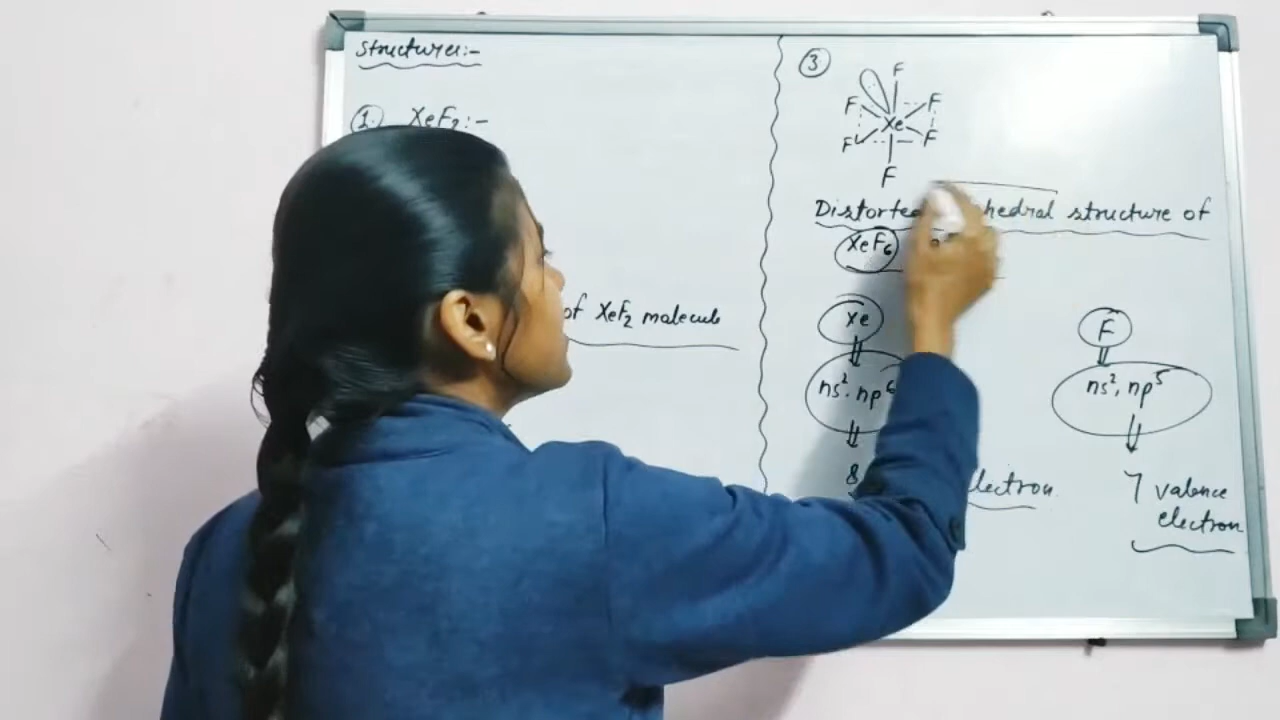 Structures:-
1. XeF₂:-
of XeF₂ molecule
3
F
F F
Xe
F F
F
Distorted hedral structure of
XeF₆
Xe F
ns². np⁶ ns², np⁵
8 electron 7 valence
electron